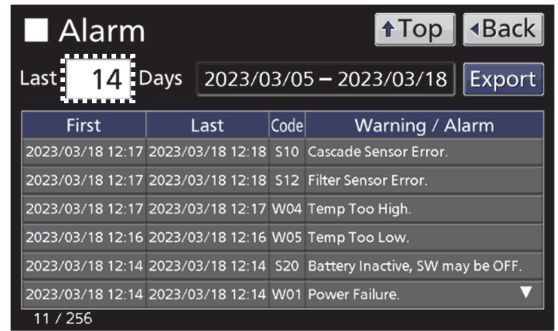 Alarm ⬆Top ◀Back
Last 14 Days 2023/03/05 – 2023/03/18 Export
First Last Code Warning / Alarm
2023/03/18 12:17 2023/03/18 12:18 S10 Cascade Sensor Error.
2023/03/18 12:17 2023/03/18 12:18 S12 Filter Sensor Error.
2023/03/18 12:17 2023/03/18 12:17 W04 Temp Too High.
2023/03/18 12:16 2023/03/18 12:16 W05 Temp Too Low.
2023/03/18 12:14 2023/03/18 12:14 S20 Battery Inactive, SW may be OFF.
2023/03/18 12:14 2023/03/18 12:14 W01 Power Failure. ▼
11 / 256